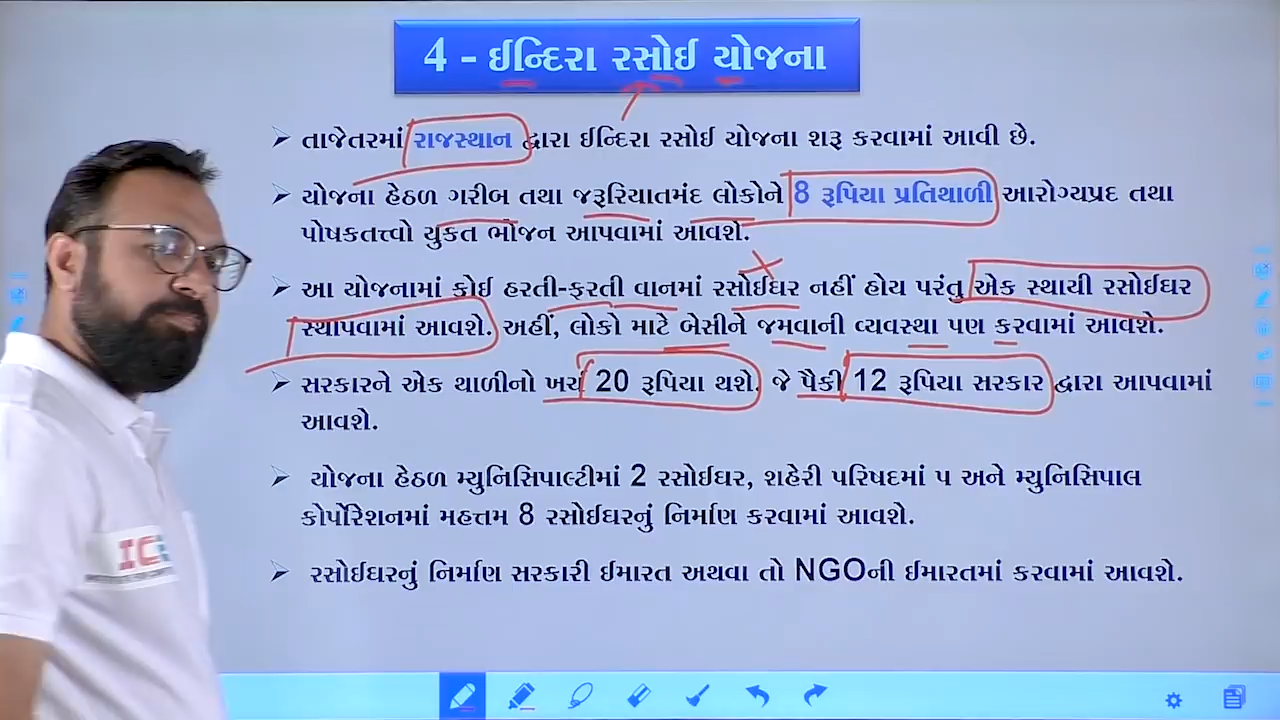 4 - ઈન્દિરા રસોઈ યોજના
➢ તાજેતરમાં રાજસ્થાન દ્વારા ઈન્દિરા રસોઈ યોજના શરૂ કરવામાં આવી છે.
➢ યોજના હેઠળ ગરીબ તથા જરૂરિયાતમંદ લોકોને 8 રૂપિયા પ્રતિથાળી આરોગ્યપ્રદ તથા
પોષકતત્ત્વો યુક્ત ભોજન આપવામાં આવશે.
➢ આ યોજનામાં કોઈ હરતી-ફરતી વાનમાં રસોઈઘર નહીં હોય પરંતુ એક સ્થાયી રસોઈઘર
સ્થાપવામાં આવશે. અહીં, લોકો માટે બેસીને જમવાની વ્યવસ્થા પણ કરવામાં આવશે.
➢ સરકારને એક થાળીનો ખર્ચ 20 રૂપિયા થશે. જે પૈકી 12 રૂપિયા સરકાર દ્વારા આપવામાં
આવશે.
➢ યોજના હેઠળ મ્યુનિસિપાલ્ટીમાં 2 રસોઈઘર, શહેરી પરિષદમાં ૫ અને મ્યુનિસિપાલ
કોર્પોરેશનમાં મહત્તમ 8 રસોઈઘરનું નિર્માણ કરવામાં આવશે.
➢ રસોઈઘરનું નિર્માણ સરકારી ઈમારત અથવા તો NGOની ઈમારતમાં કરવામાં આવશે.